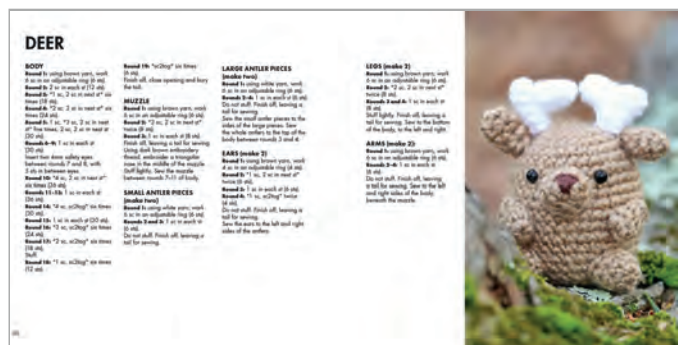 DEER
BODY
Round 1: using brown yarn, work
6 sc in an adjustable ring (6 sts).
Round 2: 2 sc in each st (12 sts).
Round 3: *1 sc, 2 sc in next st* six
times (18 sts).
Round 4: *2 sc, 2 sc in next st* six
times (24 sts).
Round 5: 1 sc, *3 sc, 2 sc in next
st* five times, 3 sc, 2 sc in next st
(30 sts).
Rounds 6–9: 1 sc in each st
(30 sts).
Insert 6mm safety eyes
between rounds 7 and 8, with
5 sts in between eyes.
Round 10: *4 sc, 2 sc in next st*
six times (36 sts).
Rounds 11–13: 1 sc in each st
(36 sts).
Round 14: *4 sc, sc2tog* six times
(30 sts).
Round 15: 1 sc in each st (30 sts).
Round 16: *3 sc, sc2tog* six times
(24 sts).
Round 17: *2 sc, sc2tog* six times
(18 sts).
Stuff.
Round 18: *1 sc, sc2tog* six times
(12 sts).
Round 19: *sc2tog* six times
(6 sts).
Finish off, close opening and bury
the tail.
MUZZLE
Round 1: using brown yarn, work
6 sc in an adjustable ring (6 sts).
Round 2: *2 sc, 2 sc in next st*
twice (8 sts).
Round 3: 1 sc in each st (8 sts).
Finish off, leaving a tail for sewing.
Using dark brown embroidery
thread, embroider a triangular
nose in the middle of the muzzle.
Stuff lightly. Sew the muzzle
between rounds 7–11 of body.
SMALL ANTLER PIECES
(make two)
Round 1: using white yarn, work
6 sc in an adjustable ring (6 sts).
Rounds 2 and 3: 1 sc in each st
(6 sts).
Do not stuff. Finish off, leaving a
tail for sewing.
LARGE ANTLER PIECES
(make two)
Round 1: using white yarn, work
6 sc in an adjustable ring (6 sts).
Rounds 2–4: 1 sc in each st (6 sts).
Do not stuff. Finish off, leaving a
tail for sewing.
Sew the small antler pieces to the
sides of the large pieces. Sew
the whole antlers to the top of the
body between rounds 3 and 4.
EARS (make 2)
Round 1: using brown yarn, work
4 sc in an adjustable ring (4 sts).
Round 2: *1 sc, 2 sc in next st*
twice (6 sts).
Round 3: 1 sc in each st (6 sts).
Round 4: *1 sc, sc2tog* twice
(4 sts).
Do not stuff. Finish off, leaving a
tail for sewing.
Sew the ears to the left and right
sides of the antlers.
LEGS (make 2)
Round 1: using brown yarn, work
6 sc in an adjustable ring (6 sts).
Round 2: *2 sc, 2 sc in next st*
twice (8 sts).
Rounds 3 and 4: 1 sc in each st
(8 sts).
Stuff lightly. Finish off, leaving a
tail for sewing. Sew to the bottom
of the body, to the left and right.
ARMS (make 2)
Round 1: using brown yarn, work
6 sc in an adjustable ring (6 sts).
Rounds 2–4: 1 sc in each st
(6 sts).
Do not stuff. Finish off, leaving
a tail for sewing. Sew to the left
and right sides of the body
beneath the muzzle.